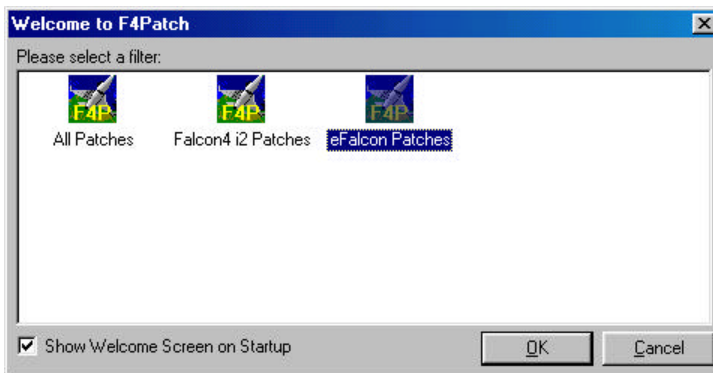 Welcome to F4Patch
Please select a filter:
F4P F4P F4P
All Patches Falcon4 i2 Patches eFalcon Patches
Show Welcome Screen on Startup
OK Cancel